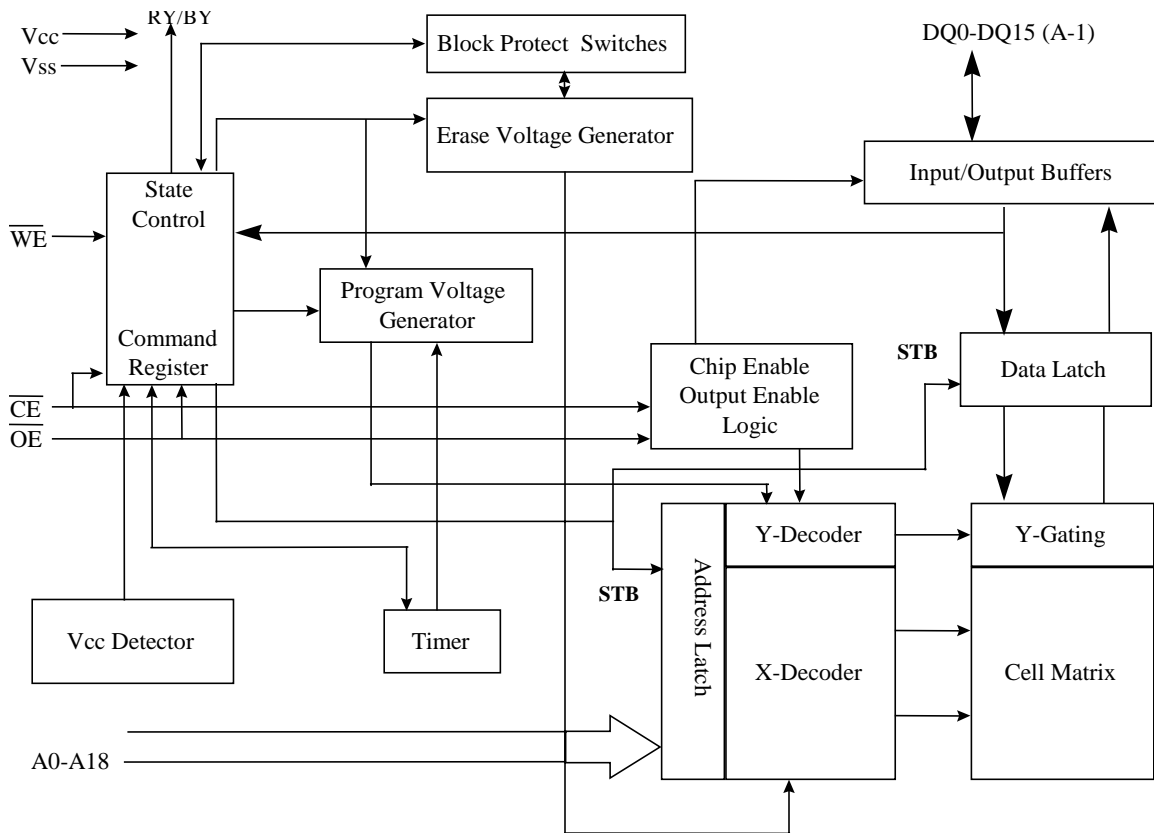 RY/BY
Vcc
Vss
Block Protect Switches
DQ0-DQ15 (A-1)
Erase Voltage Generator
Input/Output Buffers
State
Control
WE
Program Voltage
Generator
Command
Register
STB
Chip Enable
Output Enable
Logic
Data Latch
CE
OE
Y-Decoder
Y-Gating
Address Latch
STB
Vcc Detector
Timer
X-Decoder
Cell Matrix
A0-A18